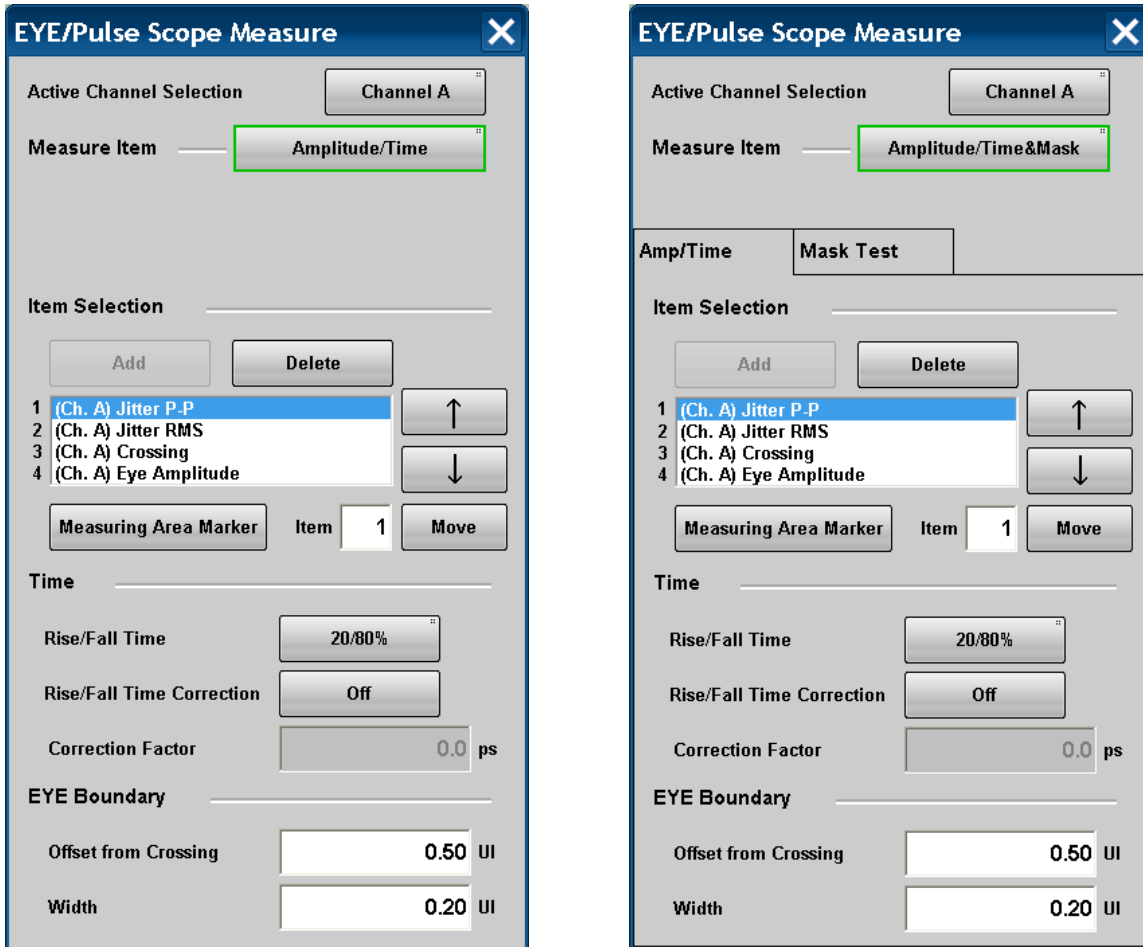 EYE/Pulse Scope Measure
Active Channel Selection Channel A
Measure Item Amplitude/Time
Item Selection
Add Delete
1 (Ch. A) Jitter P-P ↑
2 (Ch. A) Jitter RMS
3 (Ch. A) Crossing
4 (Ch. A) Eye Amplitude ↓
Measuring Area Marker Item 1 Move
Time
Rise/Fall Time 20/80%
Rise/Fall Time Correction Off
Correction Factor 0.0 ps
EYE Boundary
Offset from Crossing 0.50 UI
Width 0.20 UI
EYE/Pulse Scope Measure
Active Channel Selection Channel A
Measure Item Amplitude/Time&Mask
Amp/Time Mask Test
Item Selection
Add Delete
1 (Ch. A) Jitter P-P ↑
2 (Ch. A) Jitter RMS
3 (Ch. A) Crossing
4 (Ch. A) Eye Amplitude ↓
Measuring Area Marker Item 1 Move
Time
Rise/Fall Time 20/80%
Rise/Fall Time Correction Off
Correction Factor 0.0 ps
EYE Boundary
Offset from Crossing 0.50 UI
Width 0.20 UI